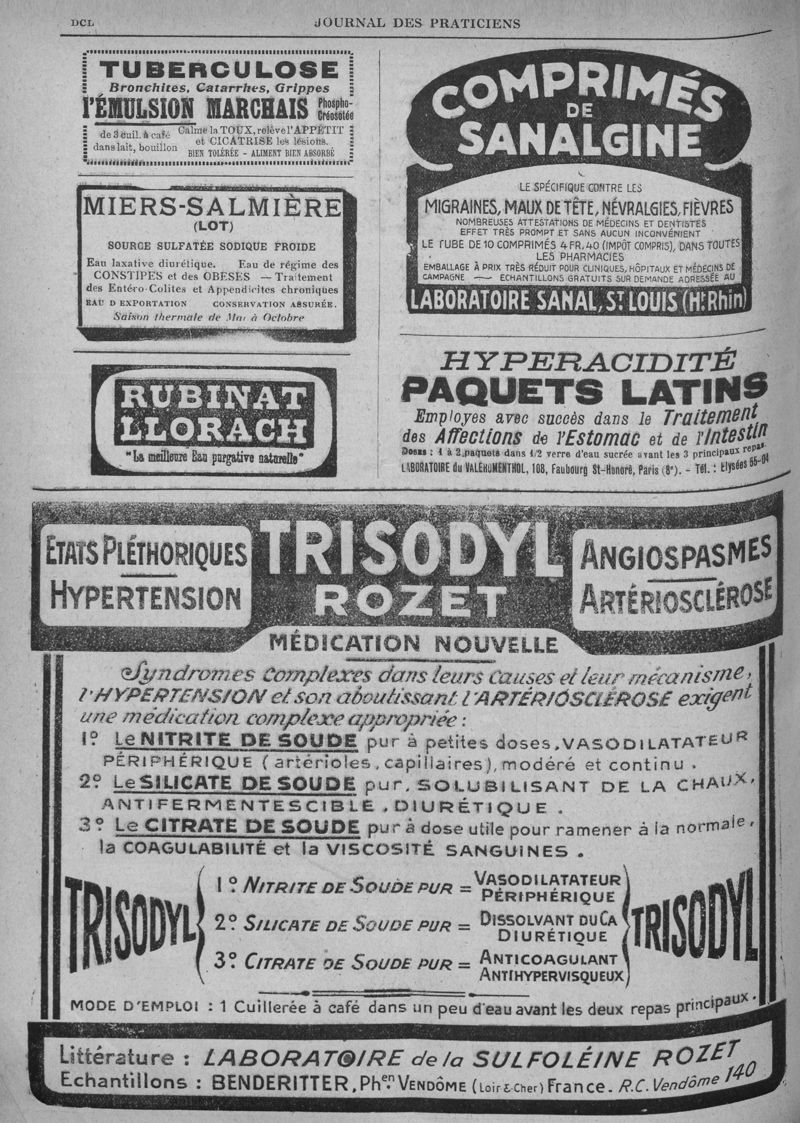 DCL
JOURNAL DES PRATICIENS
TUBERCULOSE
Bronchites, Catarrhes, Grippes
l'ÉMULSION MARCHAIS Phospho-
Créosotée
de 3 cuil. à café
dans lait, bouillon
Calme la TOUX, relève l'APPÉTIT
et CICATRISE les lésions.
BIEN TOLÉRÉE - ALIMENT BIEN ABSORBÉ
MIERS-SALMIÈRE
(LOT)
SOURCE SULFATÉE SODIQUE FROIDE
Eau laxative diurétique. Eau de régime des
CONSTIPES et des OBESES — Traitement
des Entéro-Colites et Appendicites chroniques
EAU D EXPORTATION CONSERVATION ASSURÉE.
Saison thermale de Mai à Octobre
RUBINAT
LLORACH
"La meilleure Eau purgative naturelle"
COMPRIMÉS
DE
SANALGINE
LE SPÉCIFIQUE CONTRE LES
MIGRAINES, MAUX DE TÊTE, NÉVRALGIES, FIÈVRES
NOMBREUSES ATTESTATIONS DE MÉDECINS ET DENTISTES
EFFET TRÈS PROMPT ET SANS AUCUN INCONVÉNIENT
LE TUBE DE 10 COMPRIMÉS 4 FR. 40 (IMPÔT COMPRIS), DANS TOUTES
LES PHARMACIES
EMBALLAGE À PRIX TRÈS RÉDUIT POUR CLINIQUES, HÔPITAUX ET MÉDECINS DE
CAMPAGNE — ÉCHANTILLONS GRATUITS SUR DEMANDE ADRESSÉE AU
LABORATOIRE SANAL, ST LOUIS (Ht Rhin)
HYPERACIDITÉ
PAQUETS LATINS
Employes avec succès dans le Traitement
des Affections de l'Estomac et de l'Intestin
Doses : 1 à 2 paquets dans 1/2 verre d'eau sucrée avant les 3 principaux repas.
LABORATOIRE du VALÉROMENTHOL, 108, Faubourg St-Honoré, Paris (8e). - Tél. : Elysées 55-04
ETATS PLÉTHORIQUES
HYPERTENSION
TRISODYL
ROZET
ANGIOSPASMES
ARTÉRIOSCLÉROSE
MÉDICATION NOUVELLE
Syndromes complexes dans leurs causes et leur mécanisme,
l'HYPERTENSION et son aboutissant l'ARTÉRIOSCLÉROSE exigent
une médication complexe appropriée :
1° Le NITRITE DE SOUDE pur à petites doses, VASODILATATEUR
PÉRIPHÉRIQUE (artérioles, capillaires), modéré et continu.
2° Le SILICATE DE SOUDE pur, SOLUBILISANT DE LA CHAUX,
ANTIFERMENTESCIBLE, DIURÉTIQUE.
3° Le CITRATE DE SOUDE pur à dose utile pour ramener à la normale,
la COAGULABILITÉ et la VISCOSITÉ SANGUINES.
TRISODYL
1° NITRITE DE SOUDE PUR = VASODILATATEUR
PÉRIPHÉRIQUE
2° SILICATE DE SOUDE PUR = DISSOLVANT DU CA
DIURÉTIQUE
3° CITRATE DE SOUDE PUR = ANTICOAGULANT
ANTIHYPERVISQUEUX
TRISODYL
MODE D'EMPLOI : 1 Cuillerée à café dans un peu d'eau avant les deux repas principaux.
Littérature : LABORATOIRE de la SULFOLÉINE ROZET
Echantillons : BENDERITTER, Phen. VENDÔME (Loir & Cher) France. R.C. Vendôme 140